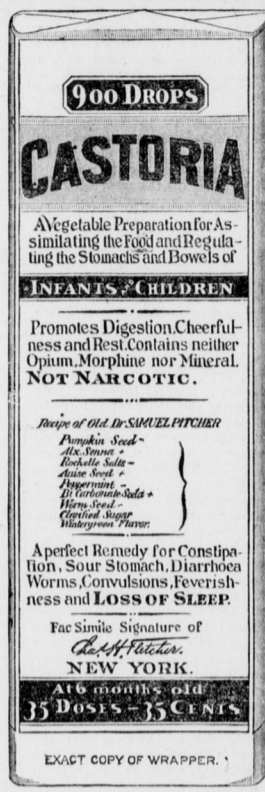 900 DROPS
CASTORIA
AVegetable Preparation for As-
similating the Food and Regula-
ting the Stomachs and Bowels of
INFANTS & CHILDREN
Promotes Digestion, Cheerful-
ness and Rest. Contains neither
Opium, Morphine nor Mineral.
NOT NARCOTIC.
Recipe of Old Dr. SAMUEL PITCHER
Pumpkin Seed -
Alx. Senna +
Rochelle Salts -
Anise Seed +
Peppermint -
Bi Carbonate Soda +
Worm Seed -
Clarified Sugar
Wintergreen Flavor.
A perfect Remedy for Constipa-
tion, Sour Stomach, Diarrhoea
Worms, Convulsions, Feverish-
ness and LOSS OF SLEEP.
Fac Simile Signature of
Chas. H. Fletcher.
NEW YORK.
At 6 months old
35 DOSES - 35 CENTS
EXACT COPY OF WRAPPER.